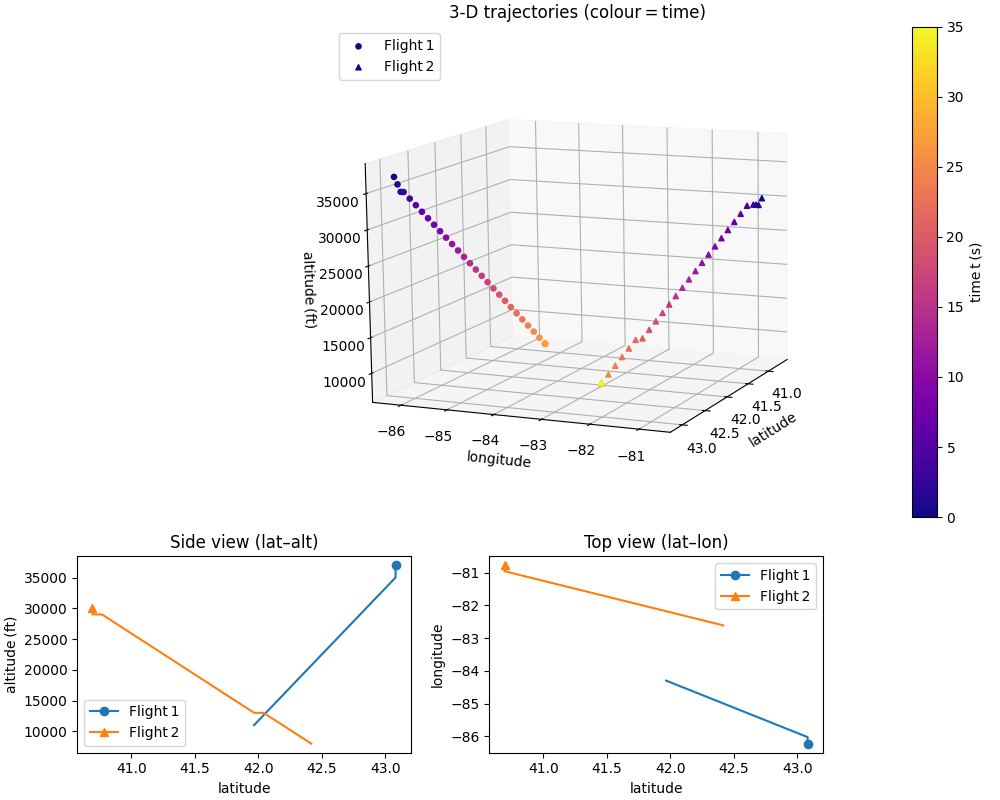 3-D trajectories (colour = time)
Flight 1
Flight 2
35000
30000
25000
20000
15000
10000
altitude (ft)
−86
−85
−84
−83
−82
−81
longitude
43.0
42.5
42.0
41.5
41.0
latitude
35
30
25
20
15
10
5
0
time t (s)
Side view (lat–alt)
35000
30000
25000
20000
15000
10000
altitude (ft)
Flight 1
Flight 2
41.0 41.5 42.0 42.5 43.0
latitude
Top view (lat–lon)
−81
−82
−83
−84
−85
−86
longitude
Flight 1
Flight 2
41.0 41.5 42.0 42.5 43.0
latitude